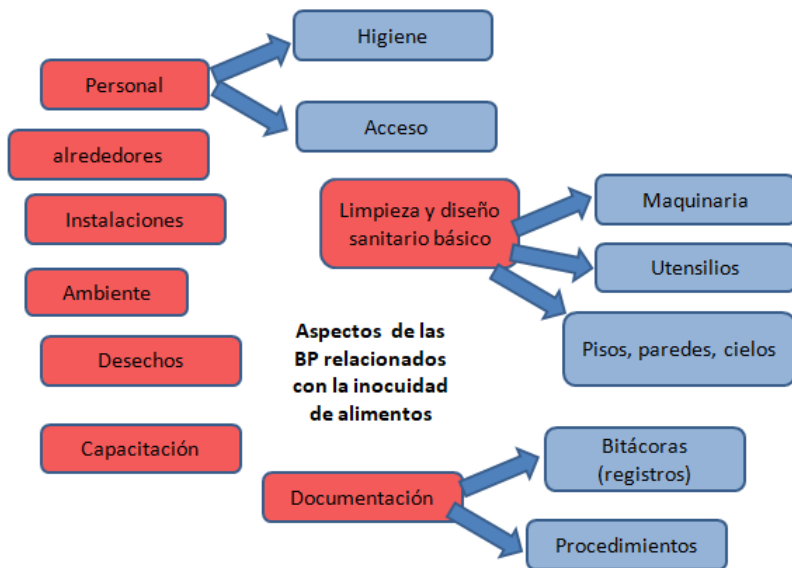 Higiene
Personal
Acceso
alrededores
Instalaciones
Limpieza y diseño
sanitario básico
Maquinaria
Utensilios
Pisos, paredes, cielos
Ambiente
Desechos
Capacitación
Aspectos de las
BP relacionados
con la inocuidad
de alimentos
Documentación
Bitácoras
(registros)
Procedimientos